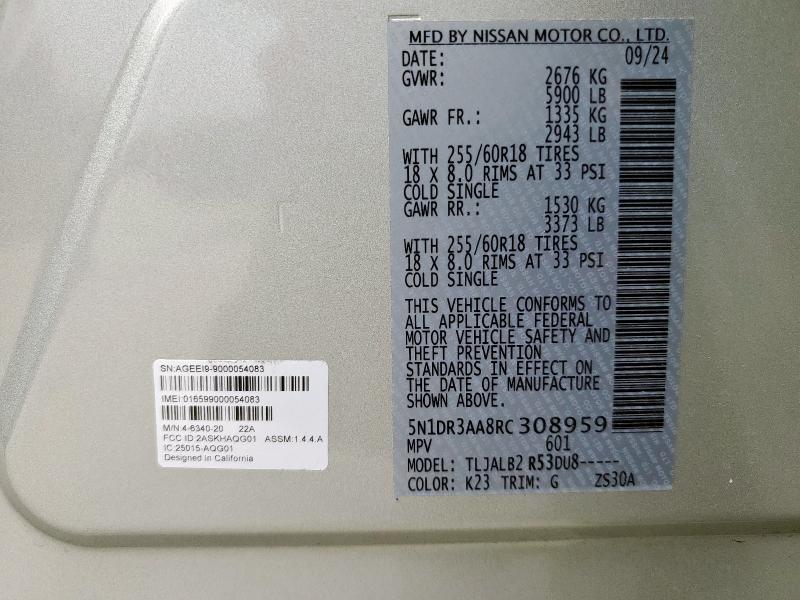 MFD BY NISSAN MOTOR CO., LTD.
DATE: 09/24
GVWR: 2676 KG
5900 LB
GAWR FR.: 1335 KG
2943 LB
WITH 255/60R18 TIRES
18 X 8.0 RIMS AT 33 PSI
COLD SINGLE
GAWR RR.: 1530 KG
3373 LB
WITH 255/60R18 TIRES
18 X 8.0 RIMS AT 33 PSI
COLD SINGLE
THIS VEHICLE CONFORMS TO
ALL APPLICABLE FEDERAL
MOTOR VEHICLE SAFETY AND
THEFT PREVENTION
STANDARDS IN EFFECT ON
THE DATE OF MANUFACTURE
SHOWN ABOVE.
5N1DR3AA8RC308959
MPV 601
MODEL: TLJALB2 R53DU8-----
COLOR: K23 TRIM: G ZS30A
SN:AGEEI9-9000054083
IMEI:016599000054083
M/N:4-6340-20 22A
FCC ID:2ASKHAQG01 ASSM:1.4 4.A
IC:25015-AQG01
Designed in California